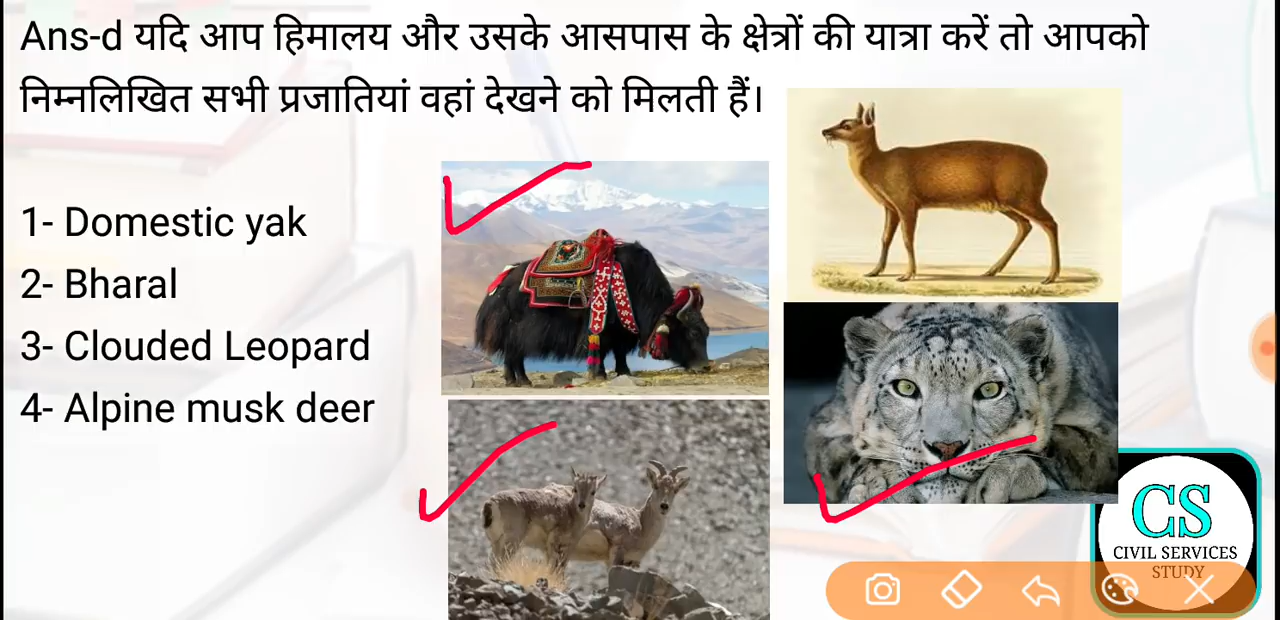 Ans-d यदि आप हिमालय और उसके आसपास के क्षेत्रों की यात्रा करें तो आपको
निम्नलिखित सभी प्रजातियां वहां देखने को मिलती हैं।
1- Domestic yak
2- Bharal
3- Clouded Leopard
4- Alpine musk deer
CS
CIVIL SERVICES
STUDY